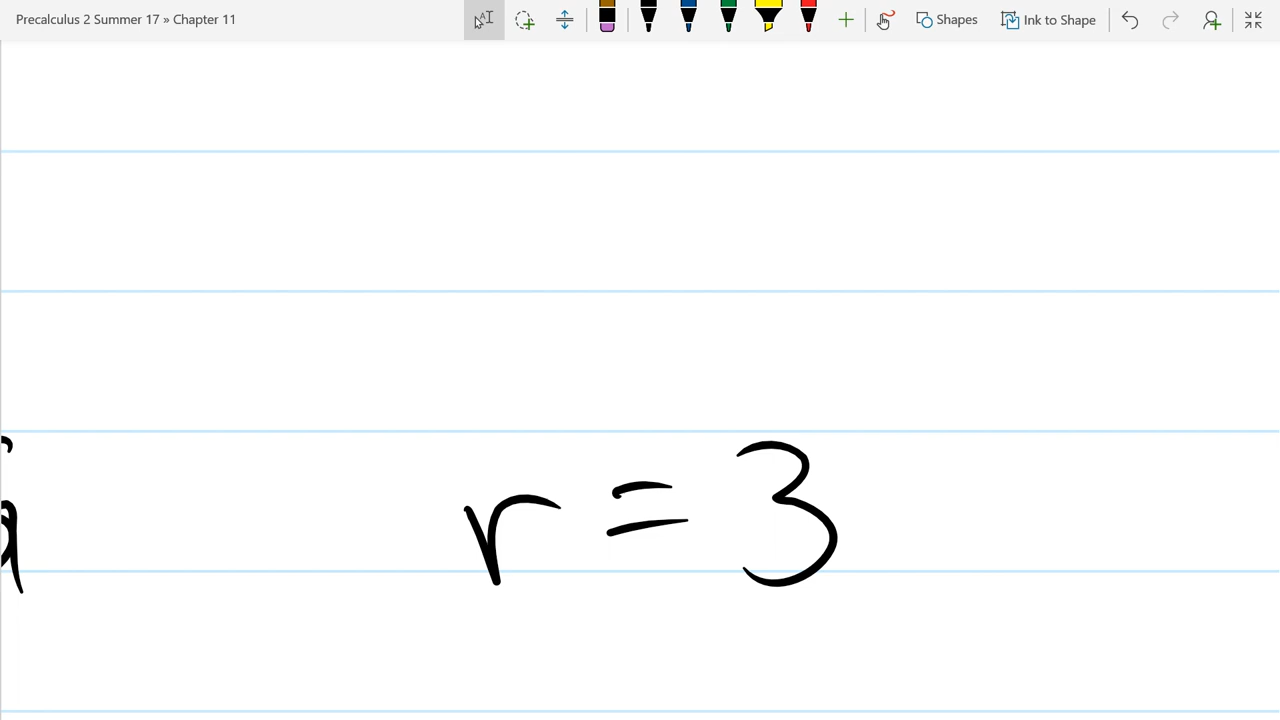 Precalculus 2 Summer 17 » Chapter 11
Shapes
Ink to Shape
r = 3